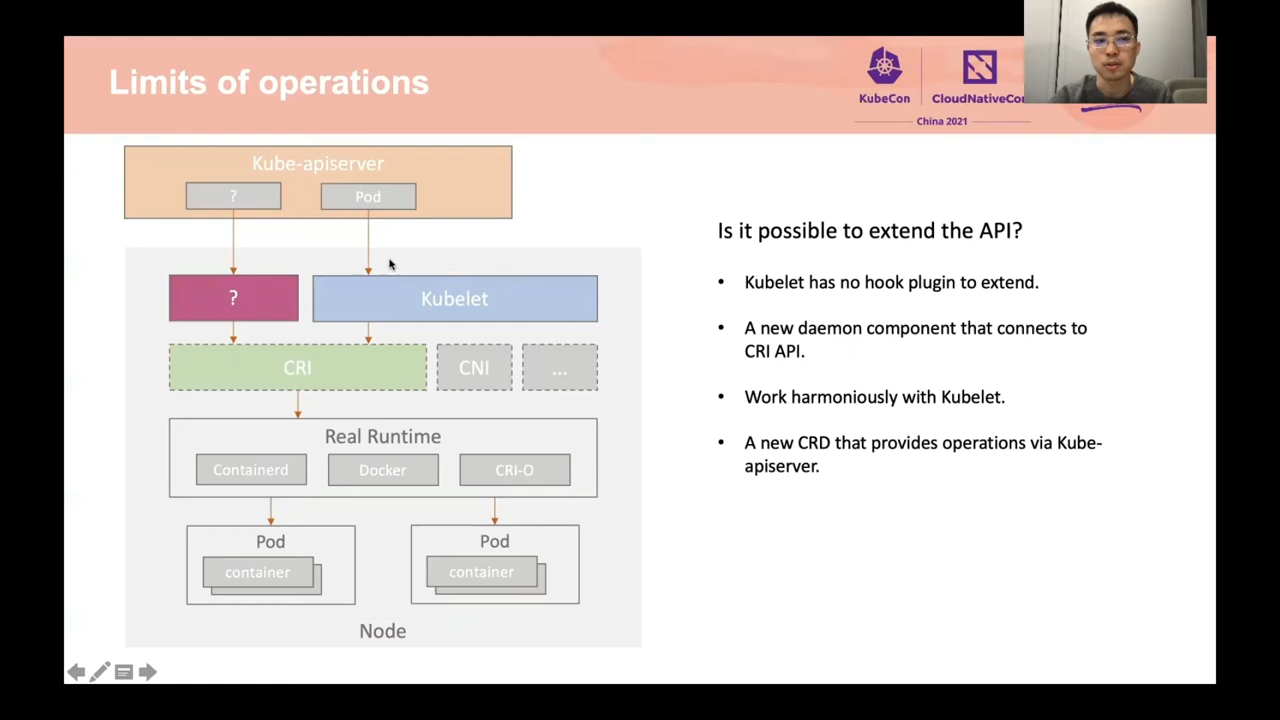 Limits of operations
KubeCon
CloudNativeCon
China 2021
Kube-apiserver
?
Pod
?
Kubelet
CRI
CNI
...
Real Runtime
Containerd
Docker
CRI-O
Pod
container
Pod
container
Node
Is it possible to extend the API?
• Kubelet has no hook plugin to extend.
• A new daemon component that connects to
CRI API.
• Work harmoniously with Kubelet.
• A new CRD that provides operations via Kube-
apiserver.